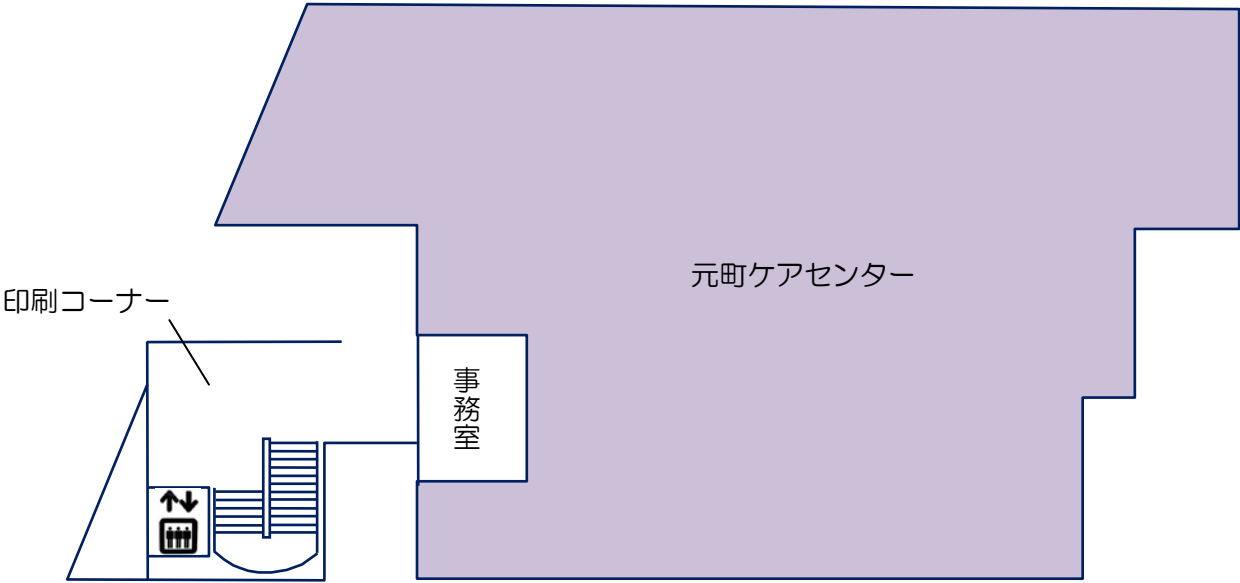 元町ケアセンター
印刷コーナー
事務室